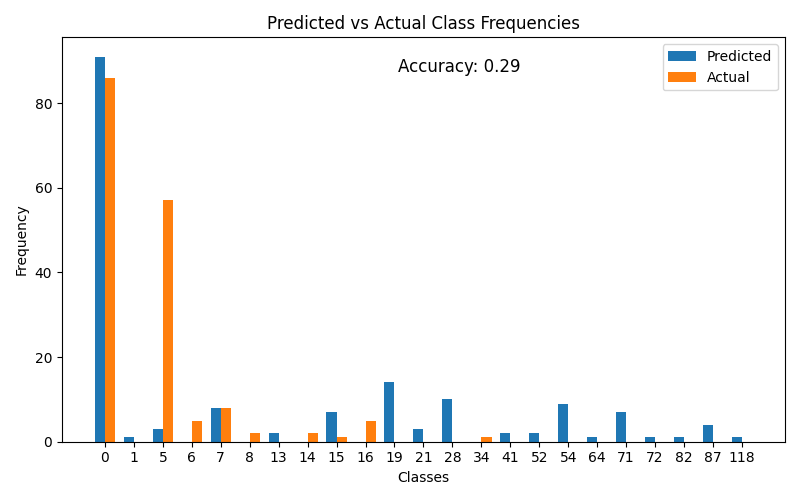 Predicted vs Actual Class Frequencies
Accuracy: 0.29
Predicted
Actual
Frequency
80
60
40
20
0
0 1 5 6 7 8 13 14 15 16 19 21 28 34 41 52 54 64 71 72 82 87 118
Classes